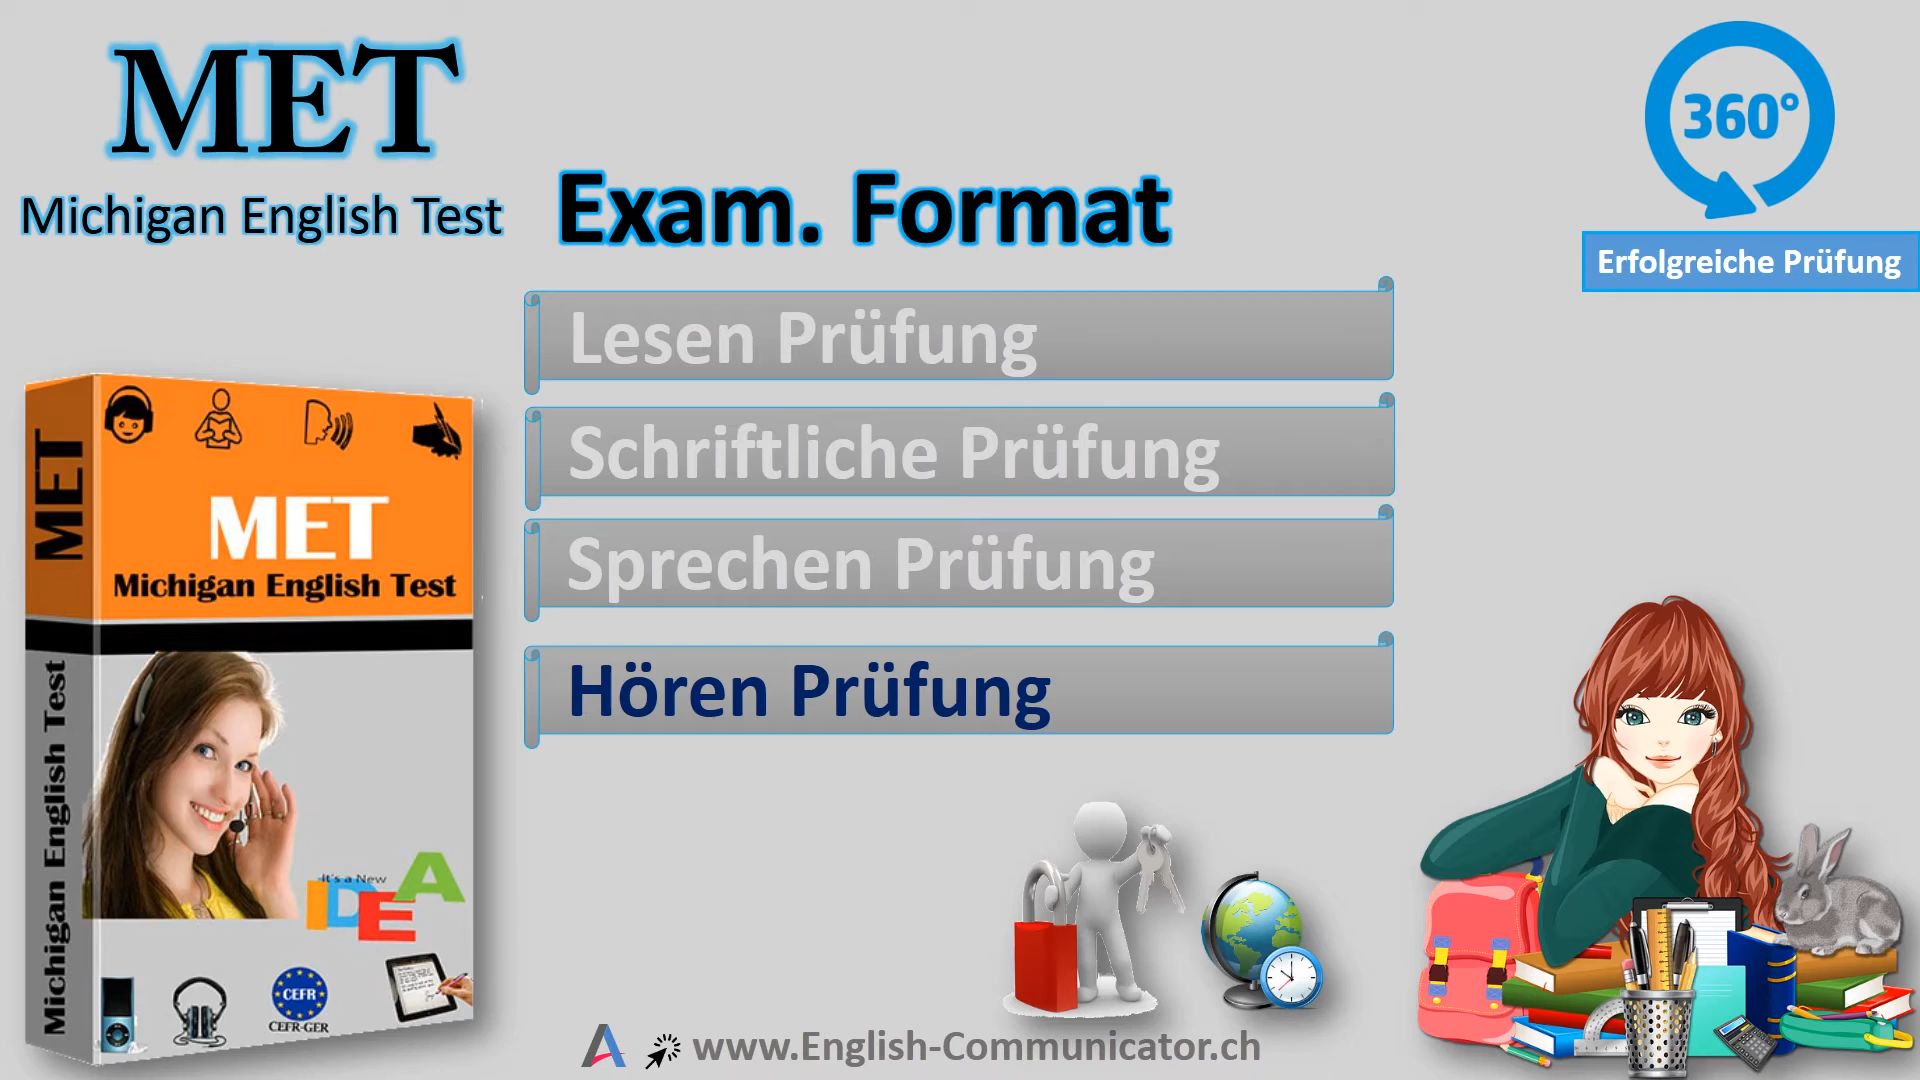 MET
Michigan English Test
Exam. Format
360°
Erfolgreiche Prüfung
Lesen Prüfung
Schriftliche Prüfung
Sprechen Prüfung
Hören Prüfung
MET
Michigan English Test
MET
Michigan English Test
It's a New
IDEA
CEFR
CEFR-GER
www.English-Communicator.ch